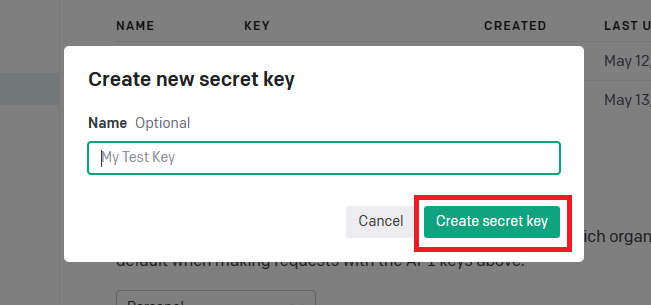 NAME KEY CREATED LAST U
May 12,
Create new secret key
May 13,
Name Optional
My Test Key
Cancel Create secret key
ich organ
default when making requests with the API keys above.
Personal